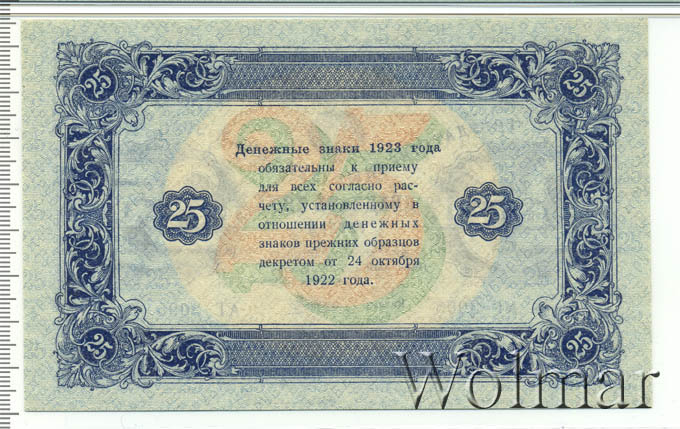 25 25
25
Денежные знаки 1923 года
обязательны к приему
для всех согласно рас-
чету, установленному в
отношении денежных
знаков прежних образцов
декретом от 24 октября
1922 года.
25 25
25 25
Wolmar